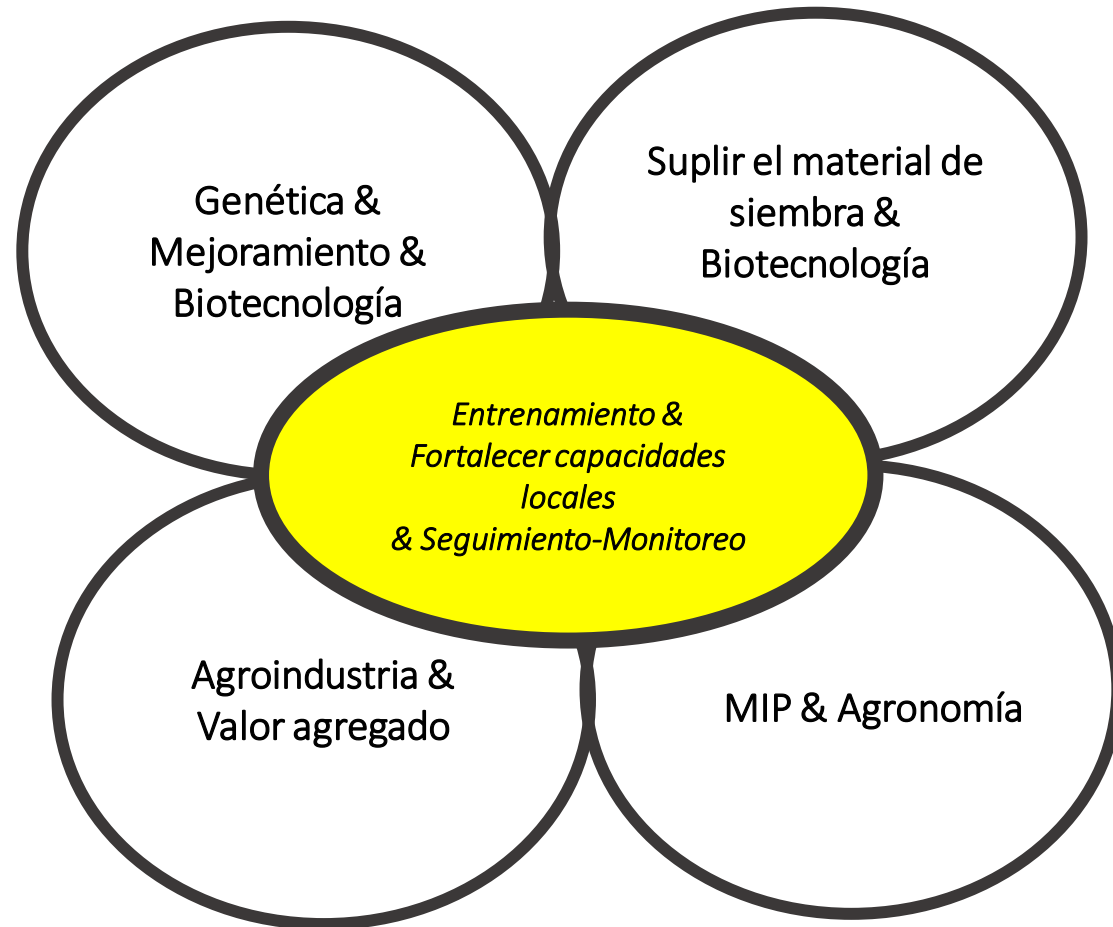 Genética &
Mejoramiento &
Biotecnología
Suplir el material de
siembra &
Biotecnología
Entrenamiento &
Fortalecer capacidades
locales
& Seguimiento-Monitoreo
Agroindustria &
Valor agregado
MIP & Agronomía